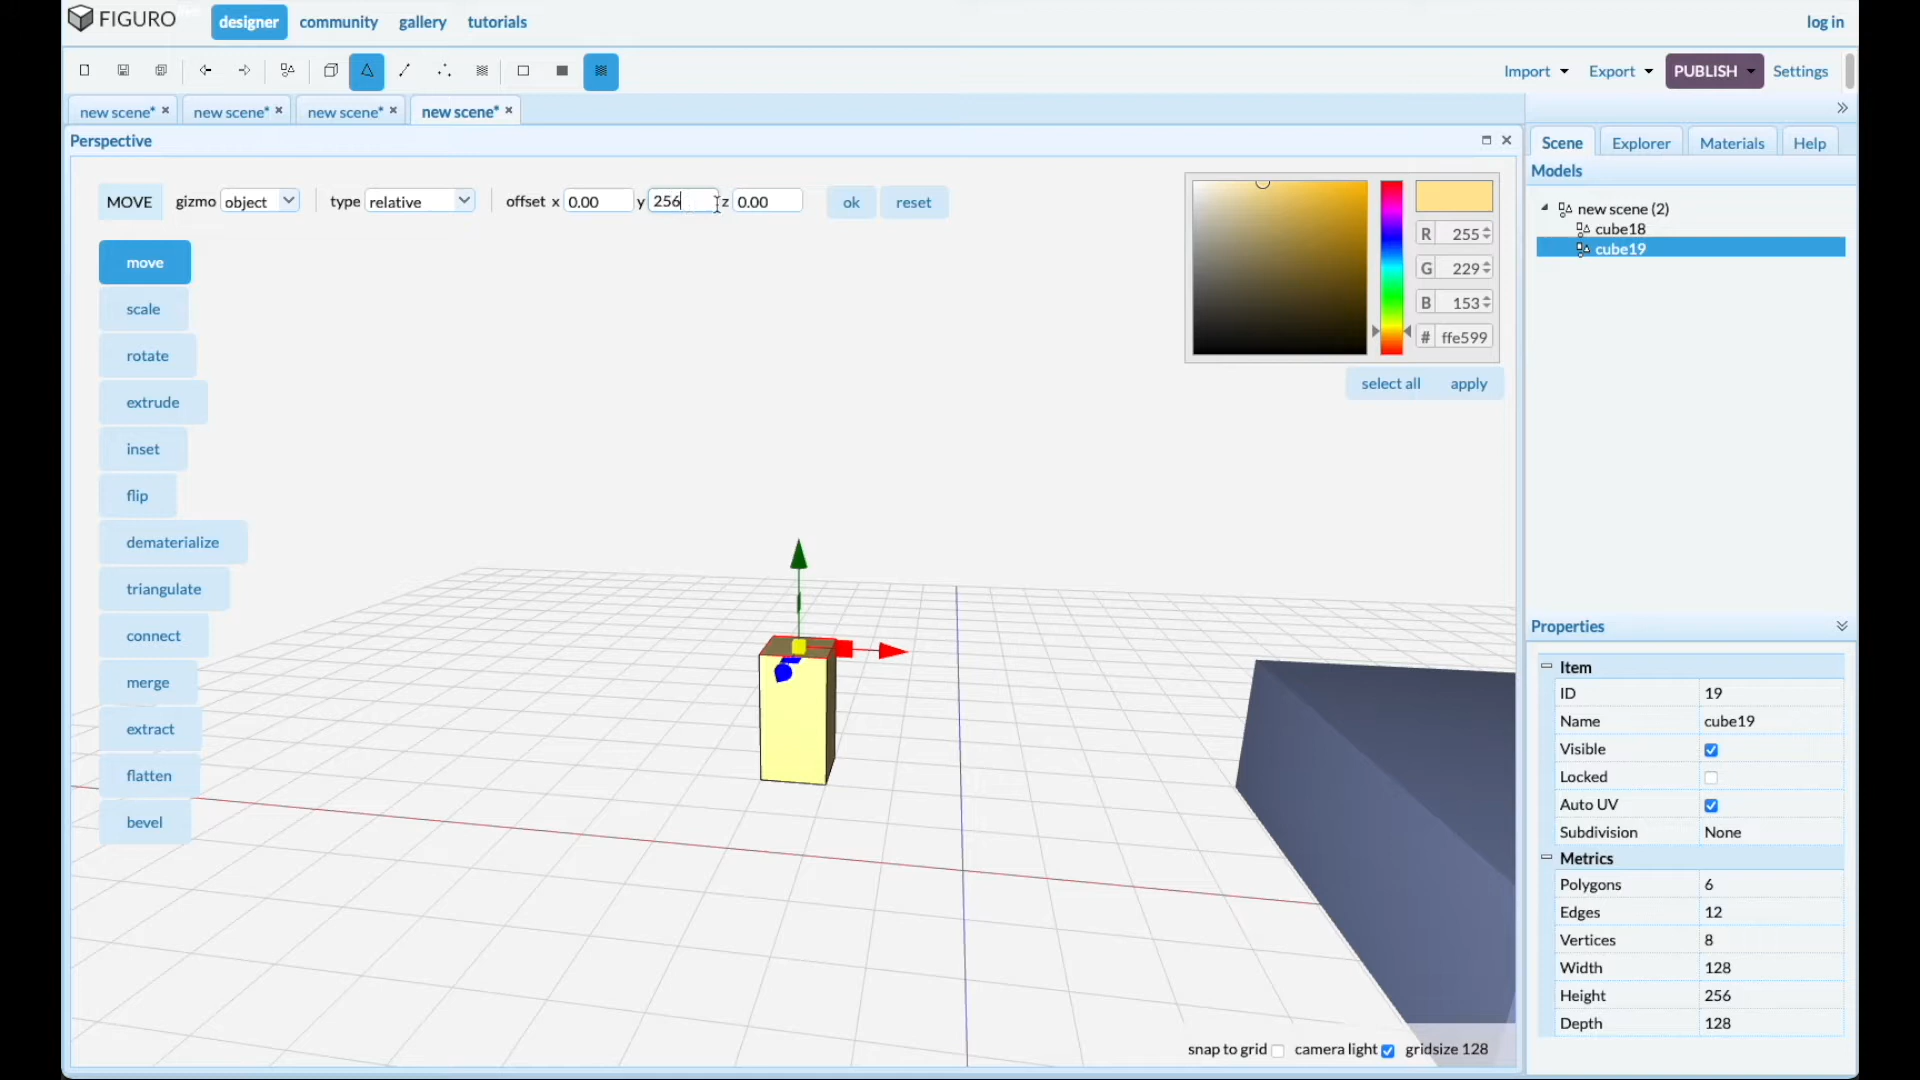 FIGURO designer community gallery tutorials log in
Import Export PUBLISH Settings
new scene* × new scene* × new scene* × new scene* ×
Perspective
MOVE gizmo object type relative offset x 0.00 y 256 z 0.00 ok reset
move
scale
rotate
extrude
inset
flip
dematerialize
triangulate
connect
merge
extract
flatten
bevel
R 255
G 229
B 153
# ffe599
select all apply
snap to grid camera light gridsize 128
Scene Explorer Materials Help
Models
new scene (2)
cube18
cube19
Properties
Item
ID 19
Name cube19
Visible
Locked
Auto UV
Subdivision None
Metrics
Polygons 6
Edges 12
Vertices 8
Width 128
Height 256
Depth 128